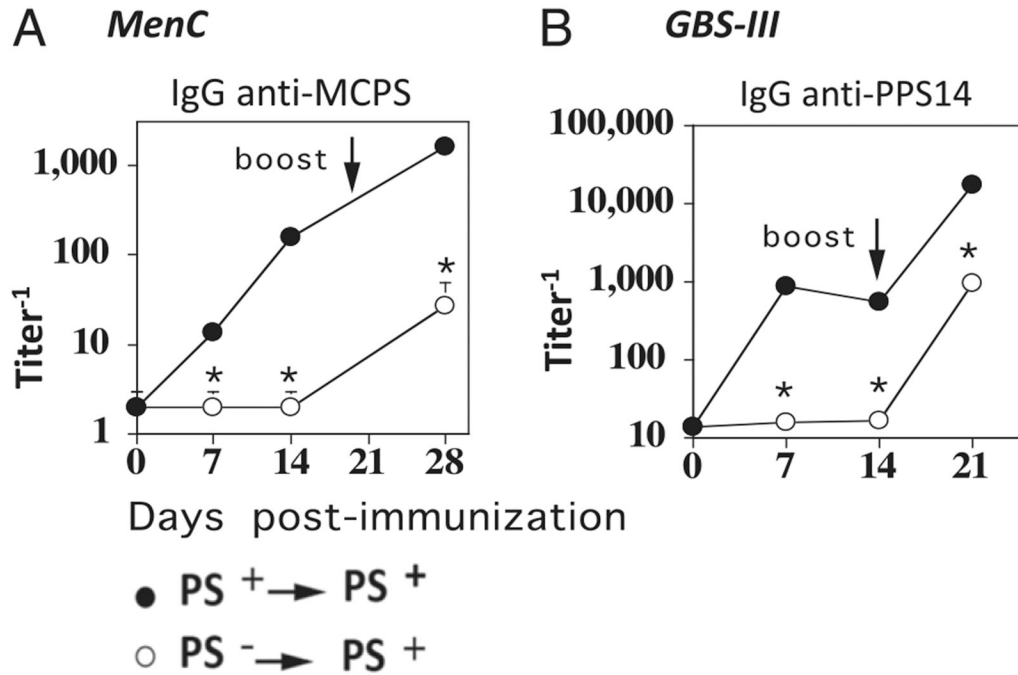 A MenC
IgG anti-MCPS
Titer-1
1,000
100
10
1
boost
*
*
*
0 7 14 21 28
B GBS-III
IgG anti-PPS14
Titer-1
100,000
10,000
1,000
100
10
boost
*
*
*
0 7 14 21
Days post-immunization
● PS + → PS +
○ PS - → PS +